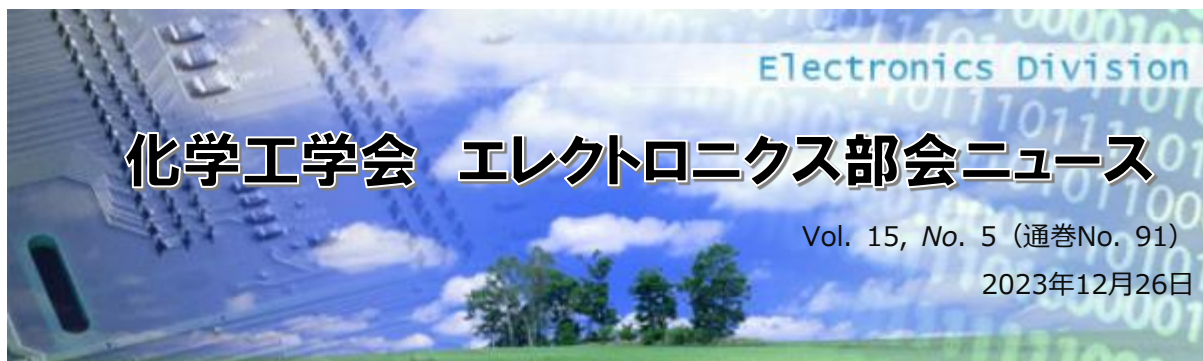 Electronics Division
化学工学会 エレクトロニクス部会ニュース
Vol. 15, No. 5（通巻No. 91）
2023年12月26日